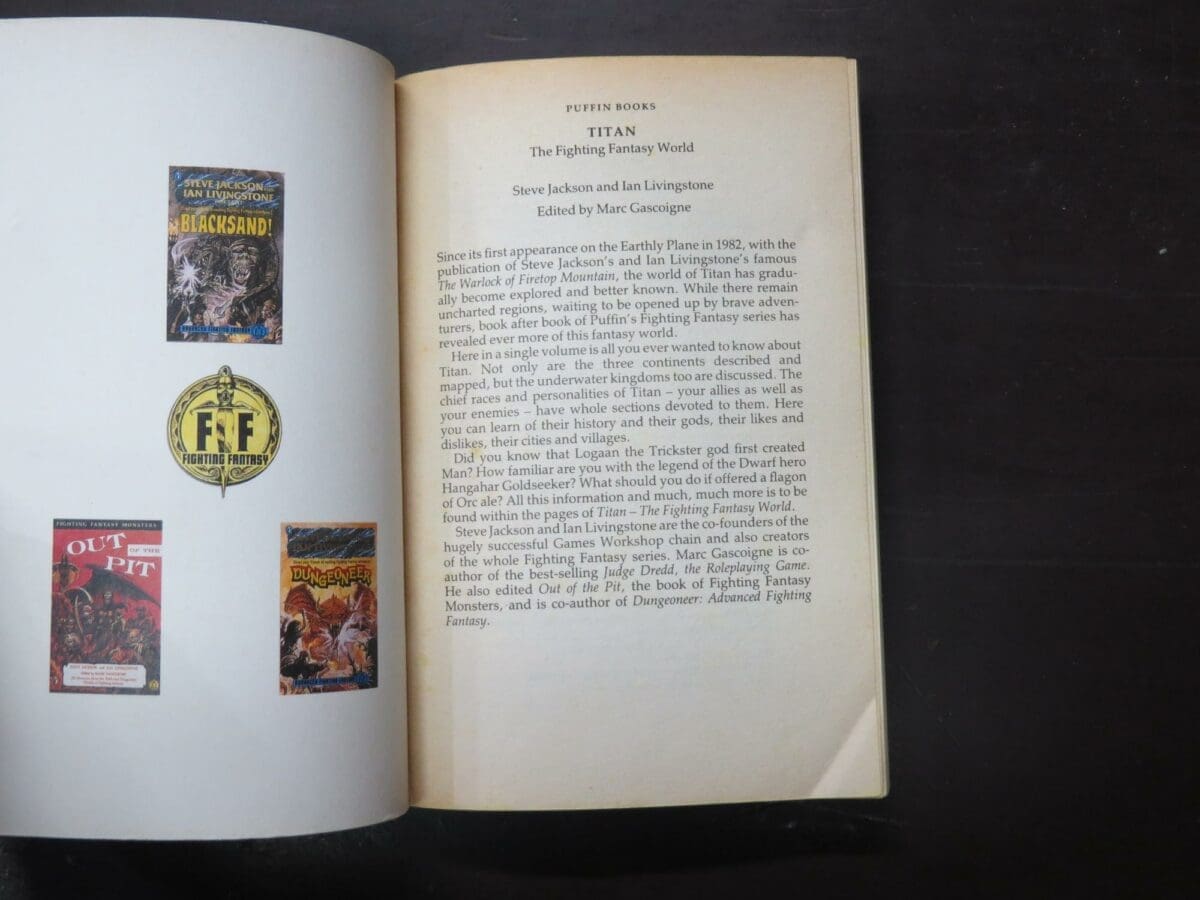 STEVE JACKSON
IAN LIVINGSTONE
BLACKSAND!
ADVANCED FIGHTING FANTASY
FF
FIGHTING FANTASY
FIGHTING FANTASY MONSTERS
OUT OF THE
PIT
STEVE JACKSON and IAN LIVINGSTONE
DUNGEONEER
ADVANCED FIGHTING FANTASY
PUFFIN BOOKS
TITAN
The Fighting Fantasy World
Steve Jackson and Ian Livingstone
Edited by Marc Gascoigne
Since its first appearance on the Earthly Plane in 1982, with the
publication of Steve Jackson's and Ian Livingstone's famous
The Warlock of Firetop Mountain, the world of Titan has gradu-
ally become explored and better known. While there remain
uncharted regions, waiting to be opened up by brave adven-
turers, book after book of Puffin's Fighting Fantasy series has
revealed ever more of this fantasy world.
Here in a single volume is all you ever wanted to know about
Titan. Not only are the three continents described and
mapped, but the underwater kingdoms too are discussed. The
chief races and personalities of Titan – your allies as well as
your enemies – have whole sections devoted to them. Here
you can learn of their history and their gods, their likes and
dislikes, their cities and villages.
Did you know that Logaan the Trickster god first created
Man? How familiar are you with the legend of the Dwarf hero
Hangahar Goldseeker? What should you do if offered a flagon
of Orc ale? All this information and much, much more is to be
found within the pages of Titan – The Fighting Fantasy World.
Steve Jackson and Ian Livingstone are the co-founders of the
hugely successful Games Workshop chain and also creators
of the whole Fighting Fantasy series. Marc Gascoigne is co-
author of the best-selling Judge Dredd, the Roleplaying Game.
He also edited Out of the Pit, the book of Fighting Fantasy
Monsters, and is co-author of Dungeoneer: Advanced Fighting
Fantasy.